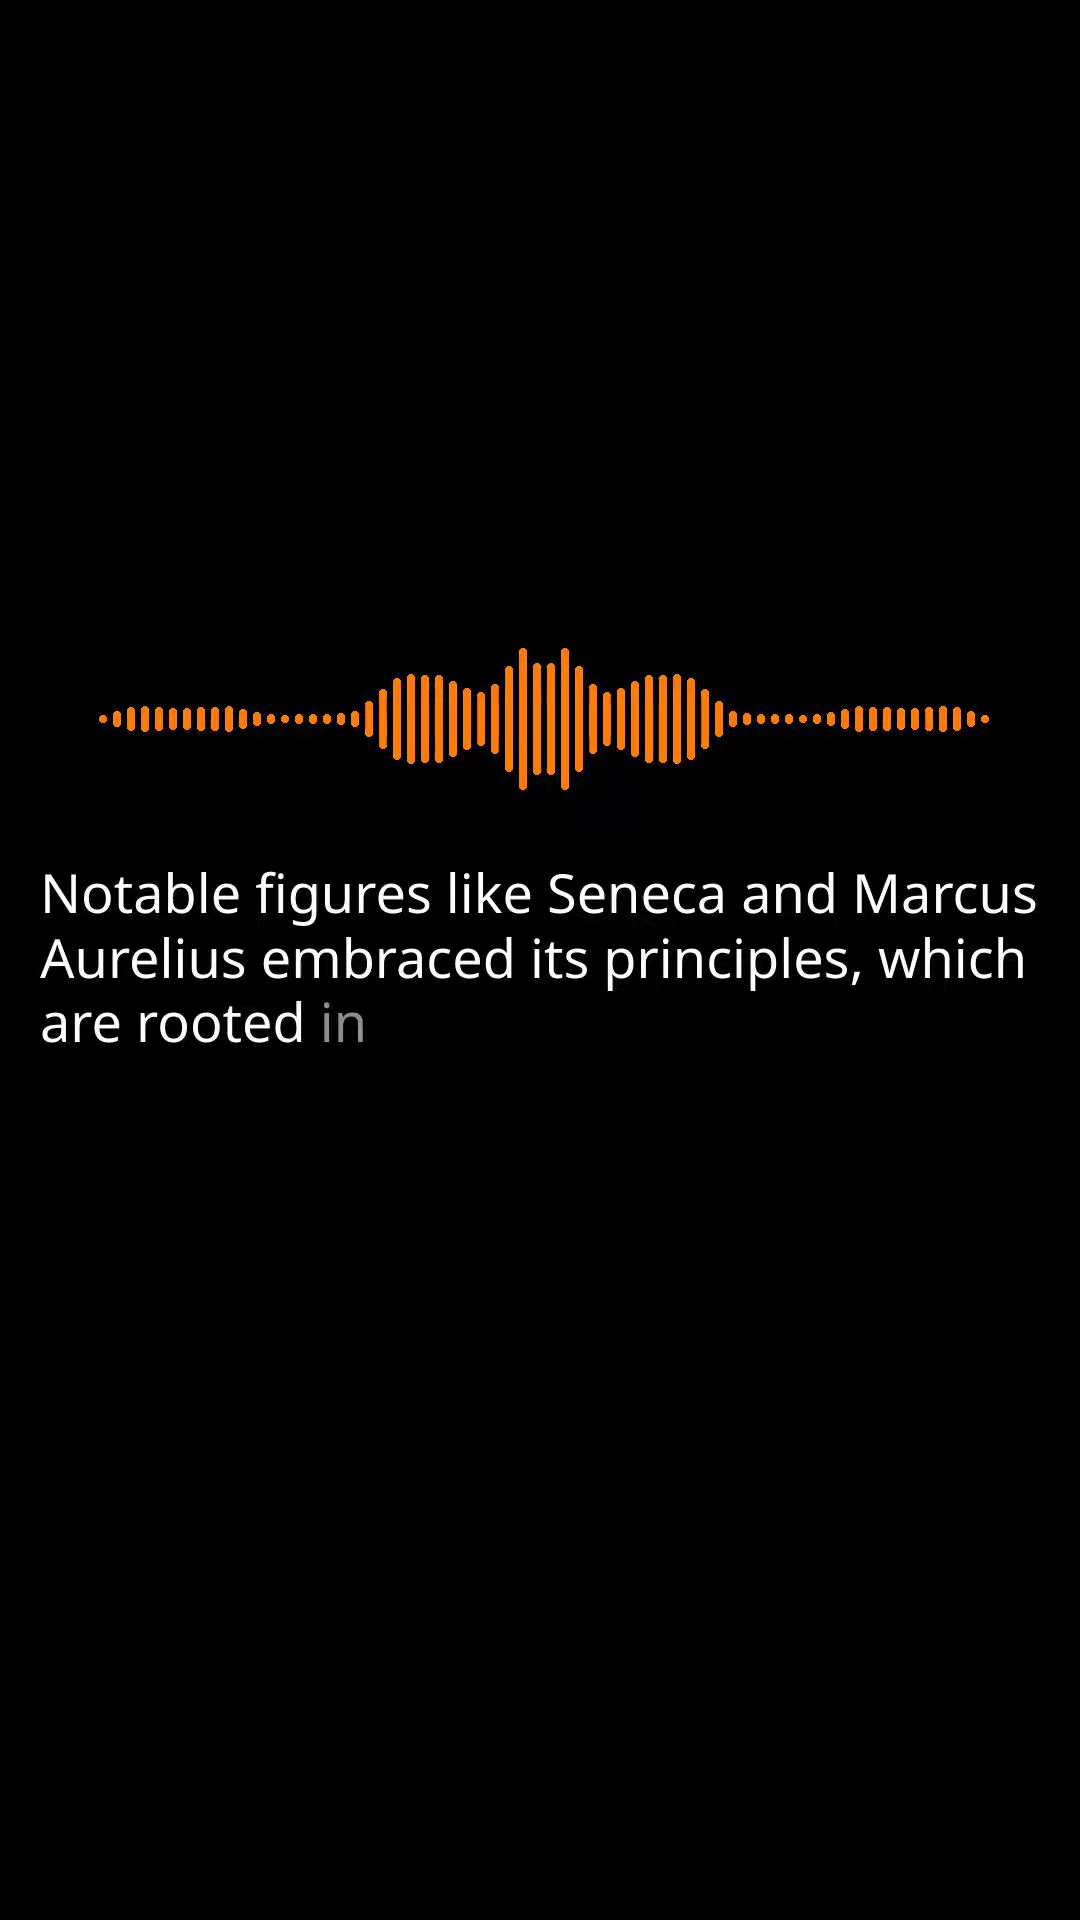 Notable figures like Seneca and Marcus
Aurelius embraced its principles, which
are rooted in